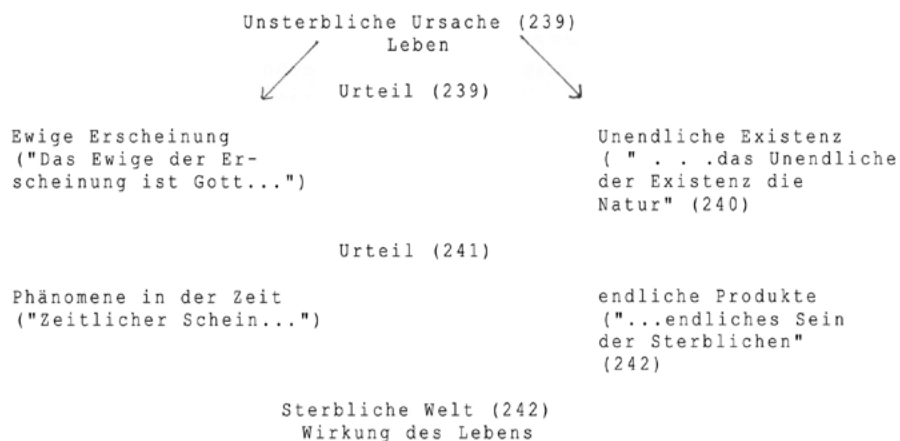 Unsterbliche Ursache (239)
Leben
Urteil (239)
Ewige Erscheinung
("Das Ewige der Er-
scheinung ist Gott...")
Unendliche Existenz
( " . . .das Unendliche
der Existenz die
Natur" (240)
Urteil (241)
Phänomene in der Zeit
("Zeitlicher Schein...")
endliche Produkte
("...endliches Sein
der Sterblichen"
(242)
Sterbliche Welt (242)
Wirkung des Lebens